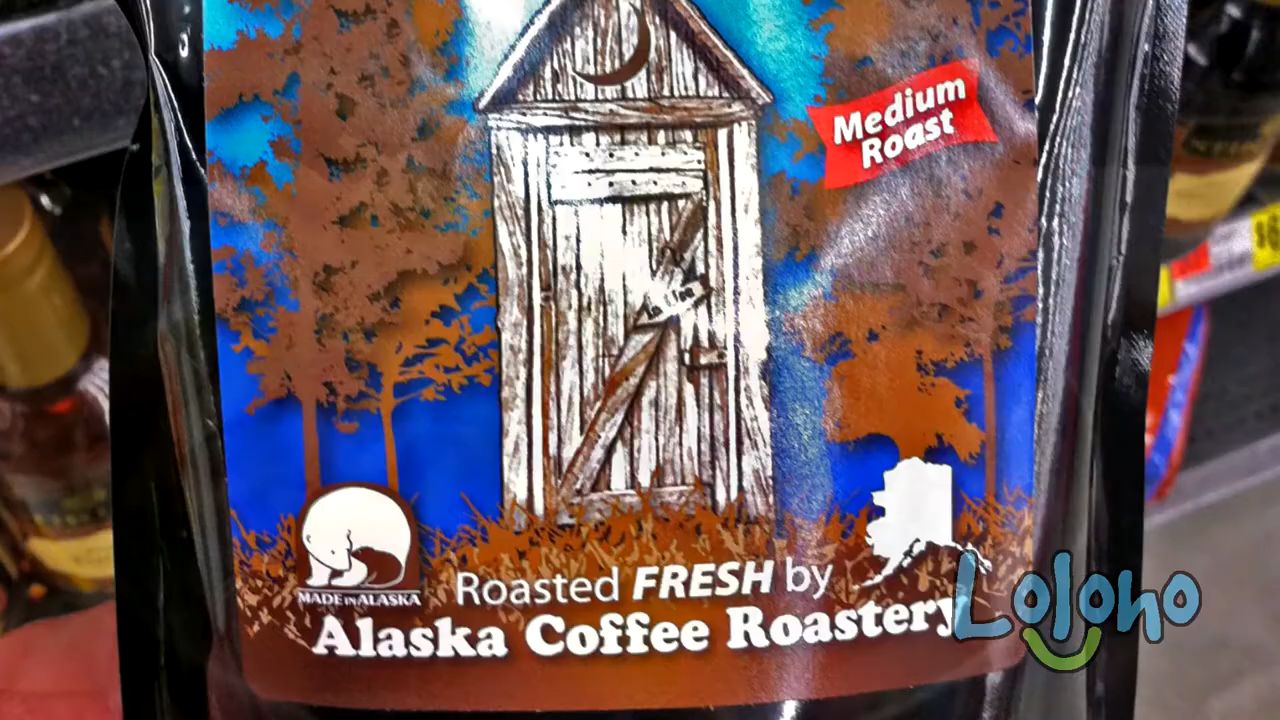 Medium
Roast
MADE IN ALASKA
Roasted FRESH by
Alaska Coffee Roastery
Loloho